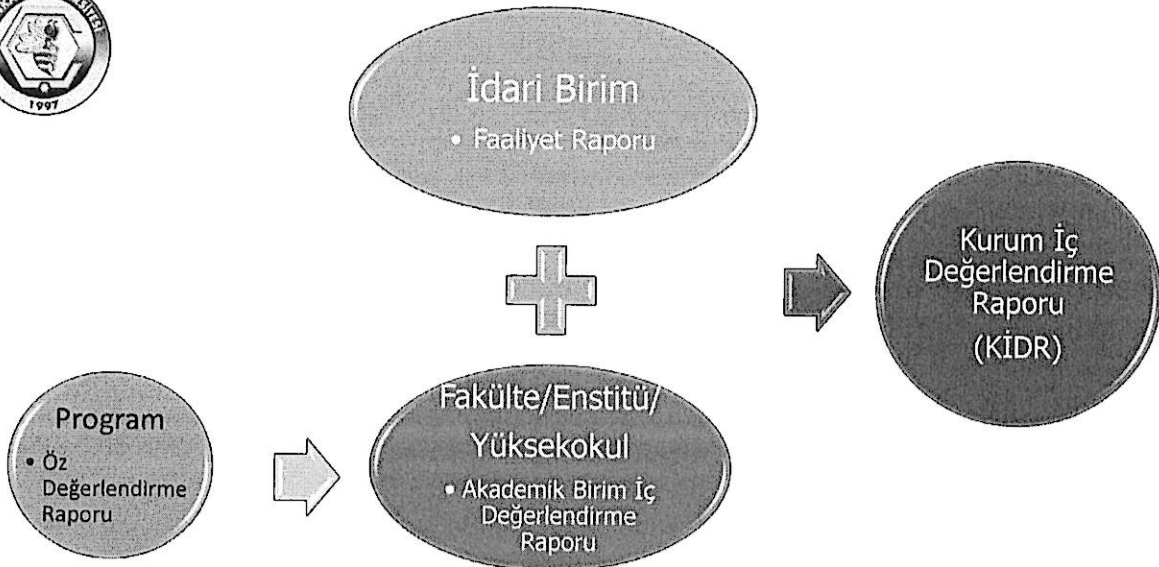 1997
İdari Birim
• Faaliyet Raporu
Kurum İç
Değerlendirme
Raporu
(KİDR)
Program
• Öz
Değerlendirme
Raporu
Fakülte/Enstitü/
Yüksekokul
• Akademik Birim İç
Değerlendirme
Raporu